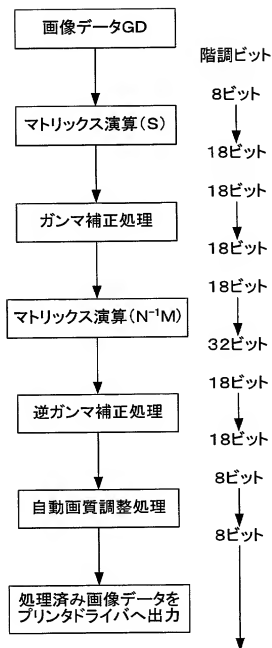 画像データGD
階調ビット
8ビット
マトリックス演算(S)
18ビット
18ビット
ガンマ補正処理
18ビット
18ビット
マトリックス演算(N⁻¹M)
32ビット
18ビット
逆ガンマ補正処理
18ビット
8ビット
自動画質調整処理
8ビット
処理済み画像データを
プリンタドライバへ出力